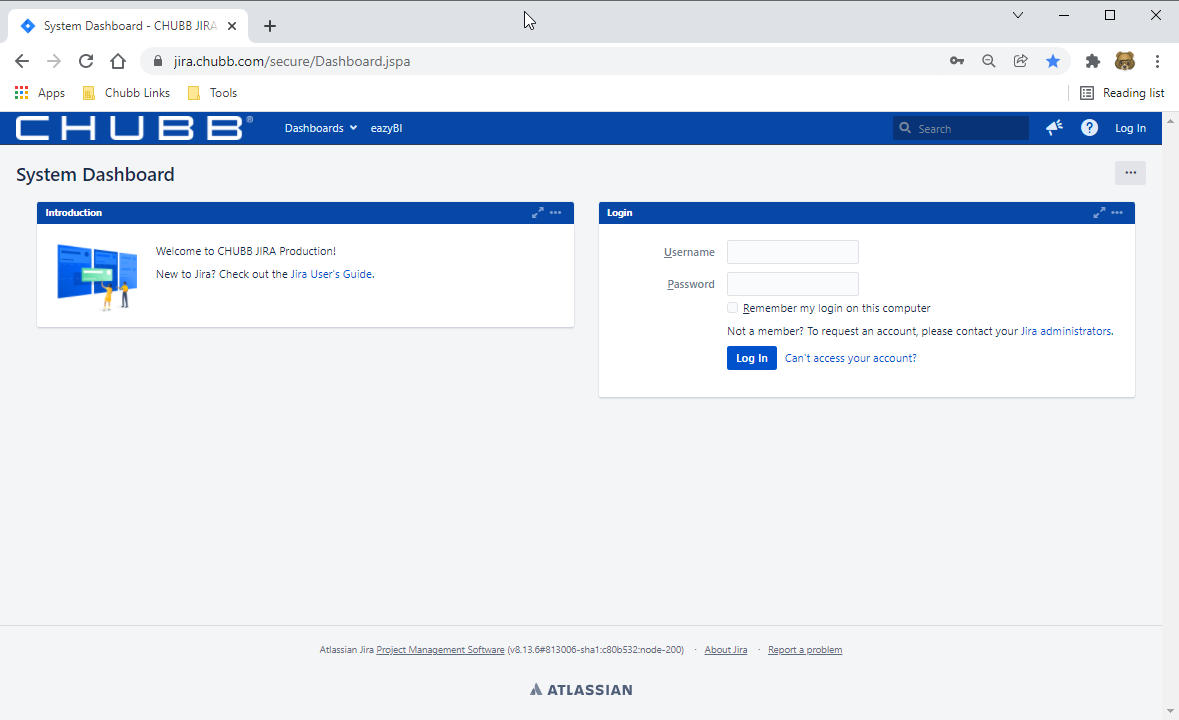 System Dashboard - CHUBB JIRA
jira.chubb.com/secure/Dashboard.jspa
Apps Chubb Links Tools Reading list
CHUBB® Dashboards eazyBI Search Log In
System Dashboard
Introduction
Welcome to CHUBB JIRA Production!
New to Jira? Check out the Jira User's Guide.
Login
Username
Password
Remember my login on this computer
Not a member? To request an account, please contact your Jira administrators.
Log In Can't access your account?
Atlassian Jira Project Management Software (v8.13.6#813006-sha1:c80b532:node-200) · About Jira · Report a problem
ATLASSIAN